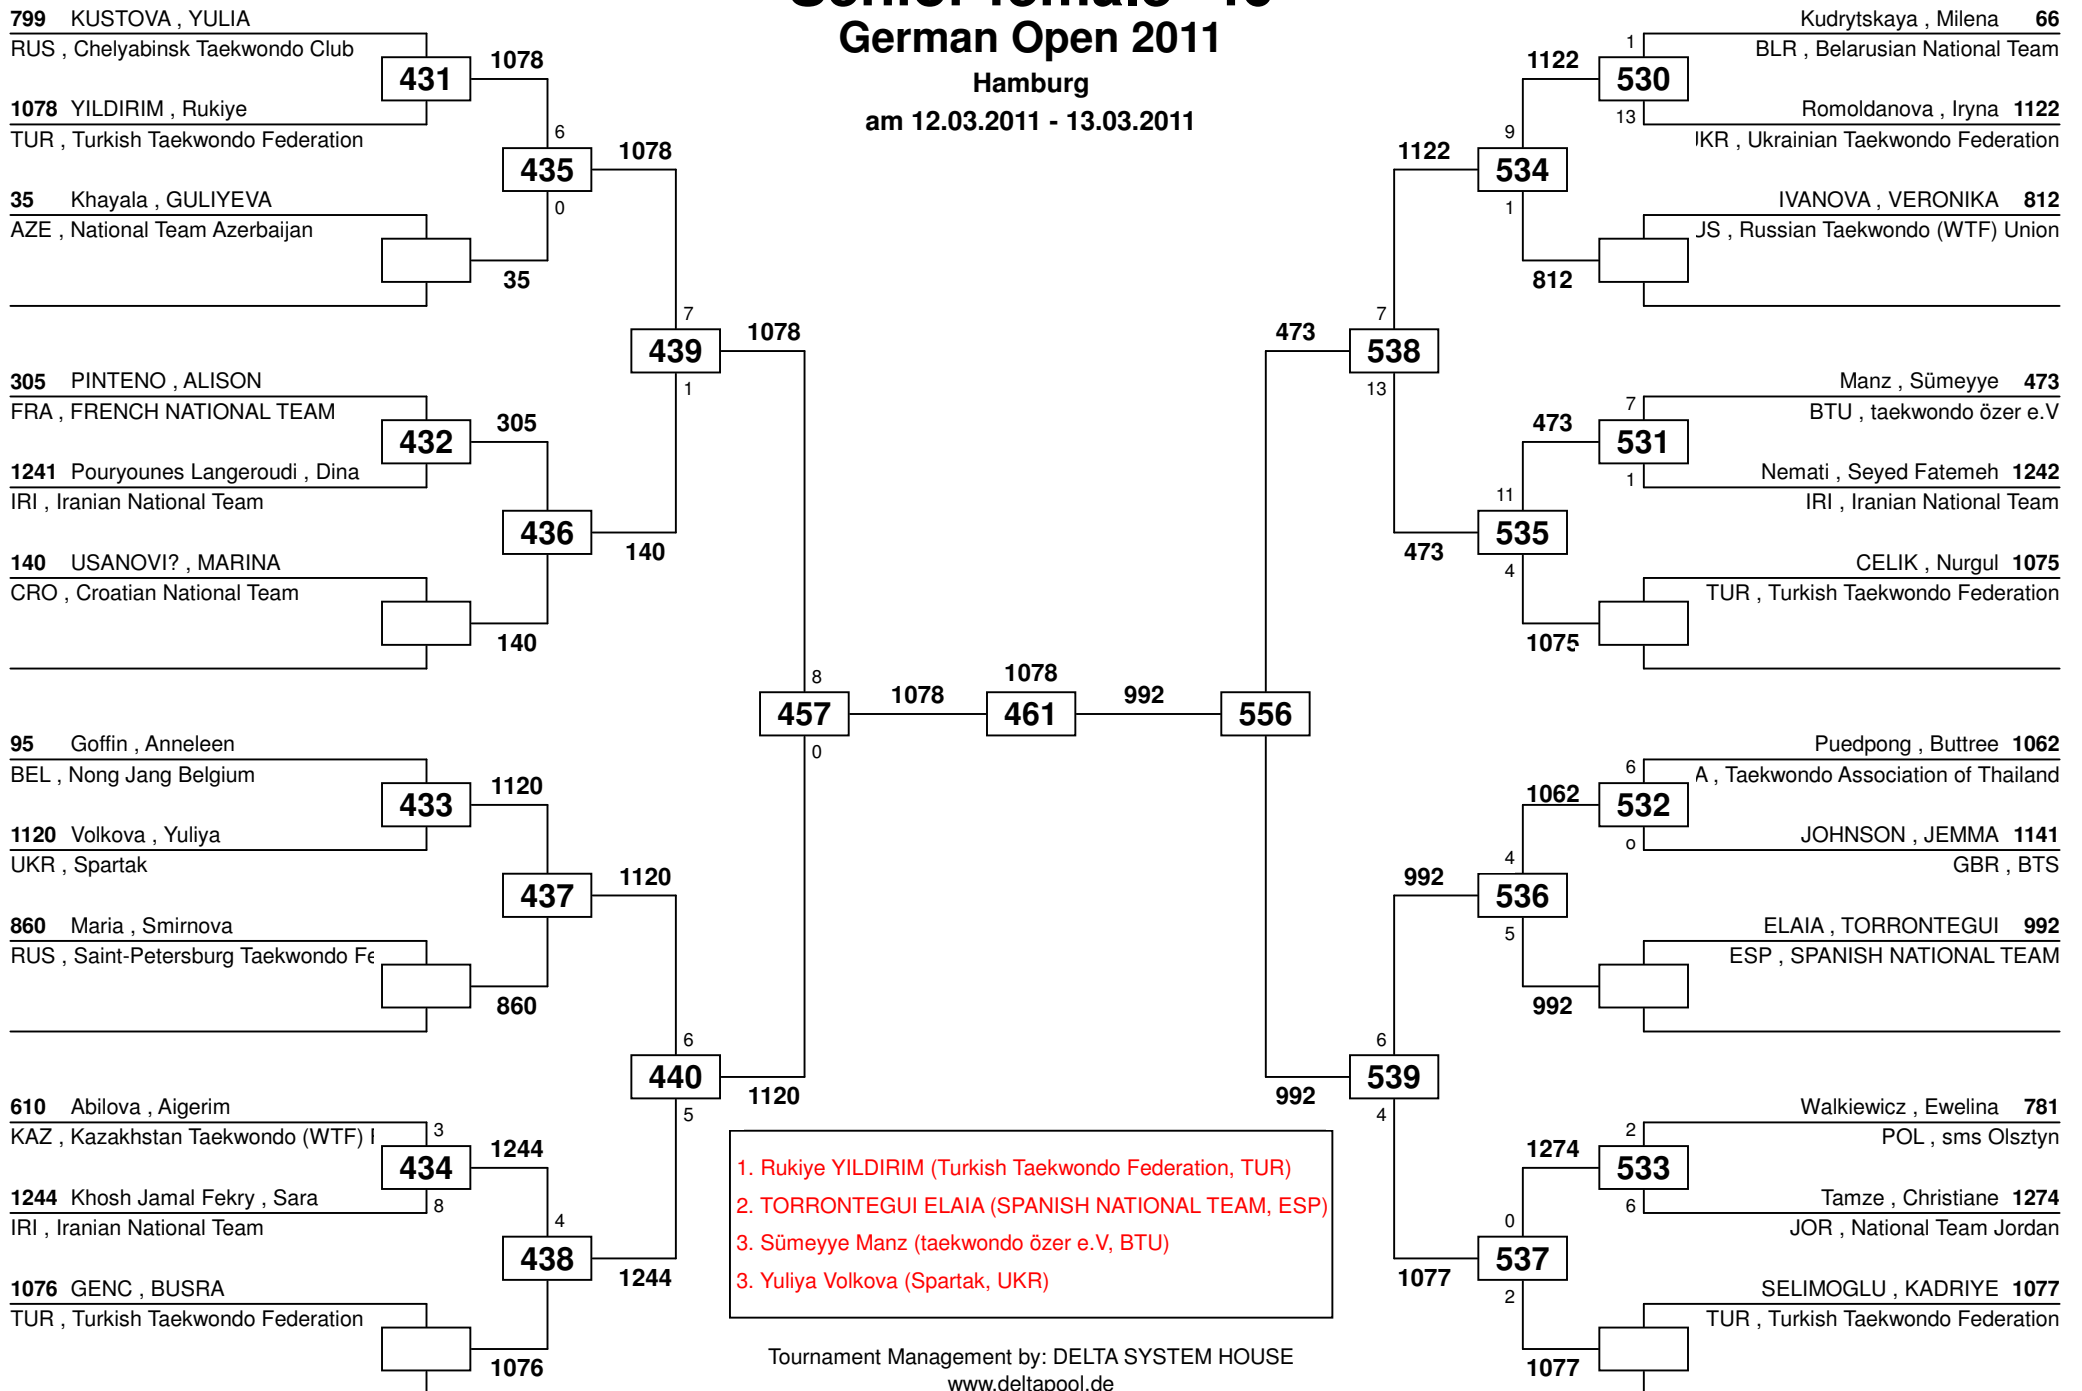 German Open 2011
Hamburg
am 12.03.2011 - 13.03.2011
799 KUSTOVA , YULIA
RUS , Chelyabinsk Taekwondo Club
431
1078
1078 YILDIRIM , Rukiye
TUR , Turkish Taekwondo Federation
6
435
0
1078
35 Khayala , GULIYEVA
AZE , National Team Azerbaijan
35
7
439
1
1078
305 PINTENO , ALISON
FRA , FRENCH NATIONAL TEAM
432
305
1241 Pouryounes Langeroudi , Dina
IRI , Iranian National Team
436
140
140 USANOVI? , MARINA
CRO , Croatian National Team
140
8
457
0
1078
1078
461
992
556
95 Goffin , Anneleen
BEL , Nong Jang Belgium
433
1120
1120 Volkova , Yuliya
UKR , Spartak
437
1120
860 Maria , Smirnova
RUS , Saint-Petersburg Taekwondo
860
6
440
5
1120
610 Abilova , Aigerim
KAZ , Kazakhstan Taekwondo (WTF)
3
434
8
1244
1244 Khosh Jamal Fekry , Sara
IRI , Iranian National Team
4
438
1244
1076 GENC , BUSRA
TUR , Turkish Taekwondo Federation
1076
Kudrytskaya , Milena 66
BLR , Belarusian National Team
1
530
13
1122
Romoldanova , Iryna 1122
, Ukrainian Taekwondo Federation
9
534
1
1122
IVANOVA , VERONIKA 812
, Russian Taekwondo (WTF) Union
812
7
538
13
473
Manz , Sümeyye 473
BTU , taekwondo özer e.V
7
531
1
473
Nemati , Seyed Fatemeh 1242
IRI , Iranian National Team
11
535
4
473
CELIK , Nurgul 1075
TUR , Turkish Taekwondo Federation
1075
Puedpong , Buttree 1062
, Taekwondo Association of Thailand
6
532
o
1062
JOHNSON , JEMMA 1141
GBR , BTS
4
536
5
992
ELAIA , TORRONTEGUI 992
ESP , SPANISH NATIONAL TEAM
992
6
539
4
992
Walkiewicz , Ewelina 781
POL , sms Olsztyn
2
533
6
1274
Tamze , Christiane 1274
JOR , National Team Jordan
0
537
2
1077
SELIMOGLU , KADRIYE 1077
TUR , Turkish Taekwondo Federation
1077
1. Rukiye YILDIRIM (Turkish Taekwondo Federation, TUR)
2. TORRONTEGUI ELAIA (SPANISH NATIONAL TEAM, ESP)
3. Sümeyye Manz (taekwondo özer e.V, BTU)
3. Yuliya Volkova (Spartak, UKR)
Tournament Management by: DELTA SYSTEM HOUSE
www.deltapool.de